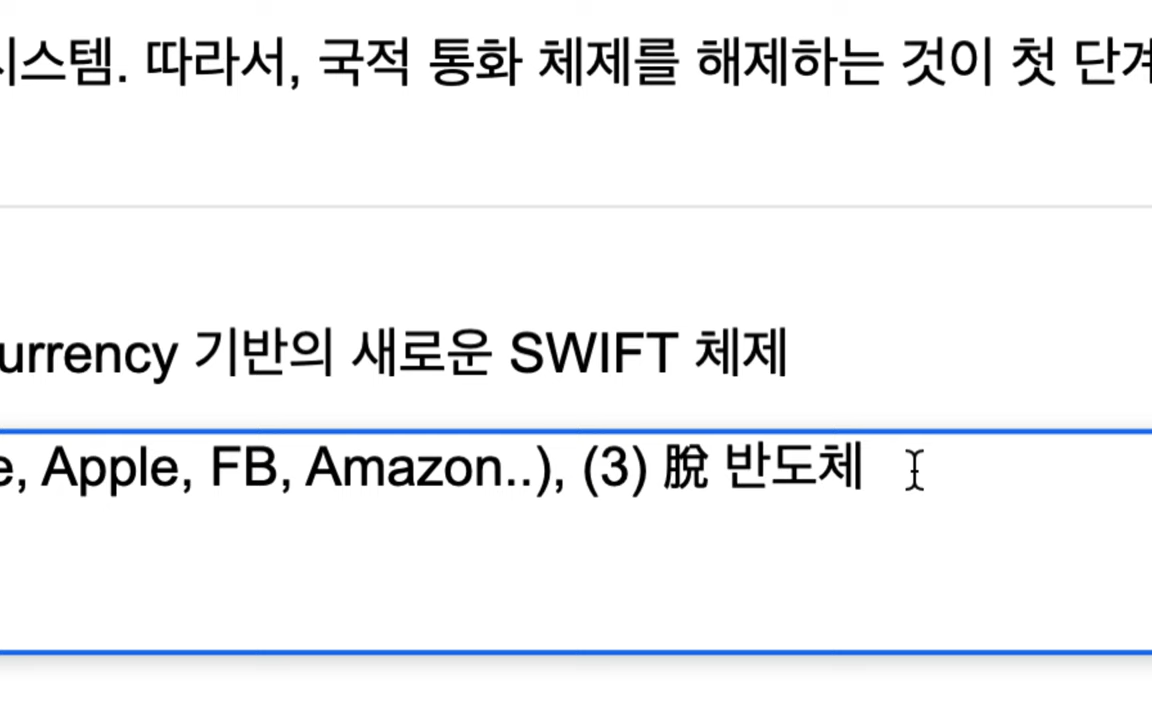 시스템. 따라서, 국적 통화 체제를 해제하는 것이 첫 단계
urrency 기반의 새로운 SWIFT 체제
e, Apple, FB, Amazon..), (3) 脫 반도체